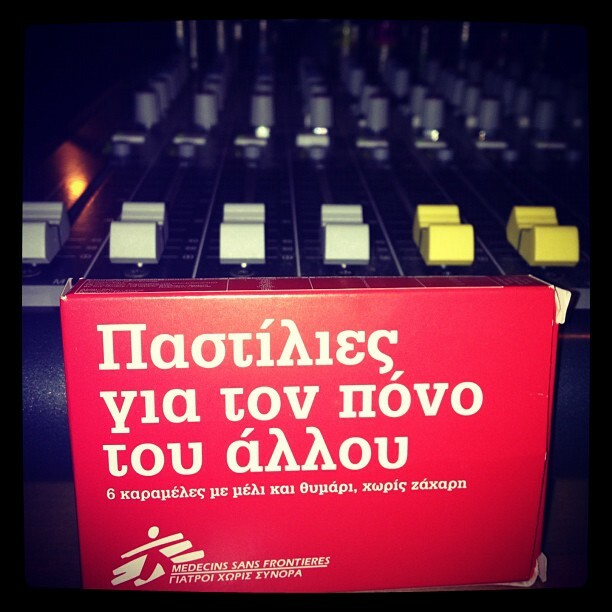 Παστίλιες
για τον πόνο
του άλλου
6 καραμέλες με μέλι και θυμάρι, χωρίς ζάχαρη
MEDECINS SANS FRONTIERES
ΓΙΑΤΡΟΙ ΧΩΡΙΣ ΣΥΝΟΡΑ